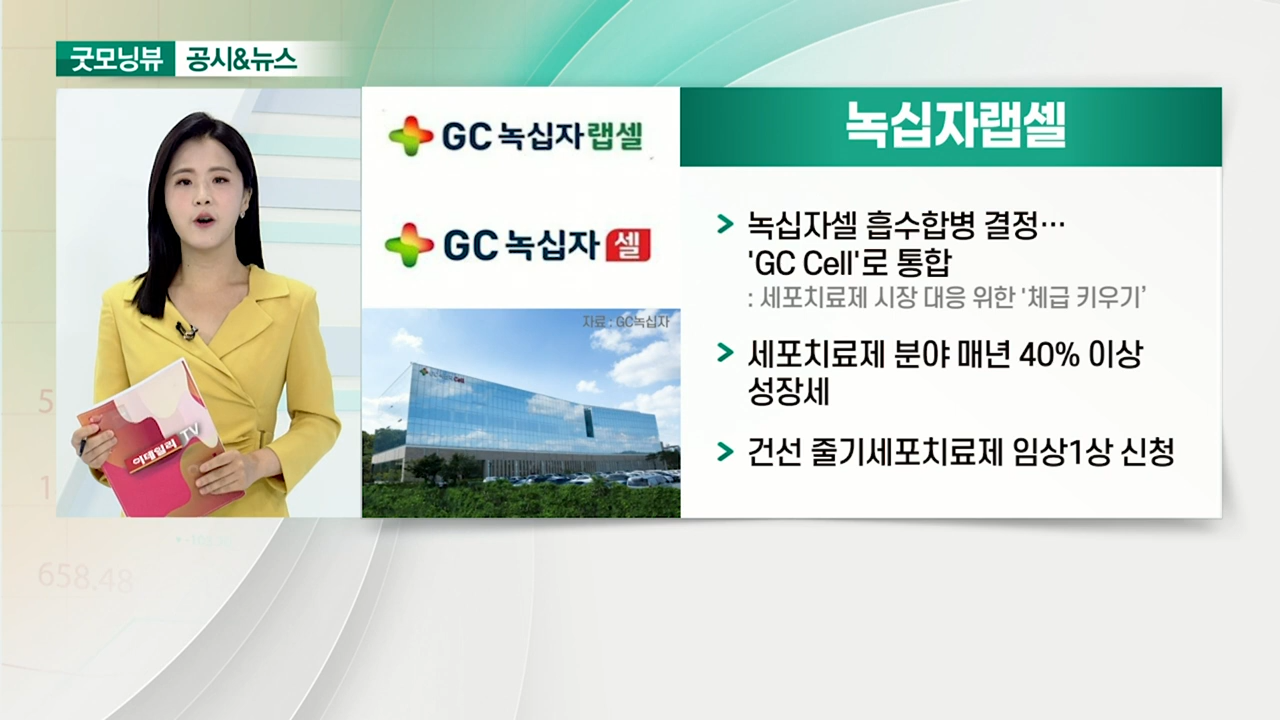 굿모닝뷰 공시&뉴스
GC 녹십자랩셀
GC 녹십자 셀
자료 : GC녹십자
Cell
이데일리 TV
녹십자랩셀
녹십자셀 흡수합병 결정…
'GC Cell'로 통합
: 세포치료제 시장 대응 위한 '체급 키우기'
세포치료제 분야 매년 40% 이상
성장세
건선 줄기세포치료제 임상1상 신청
5
1
658.48